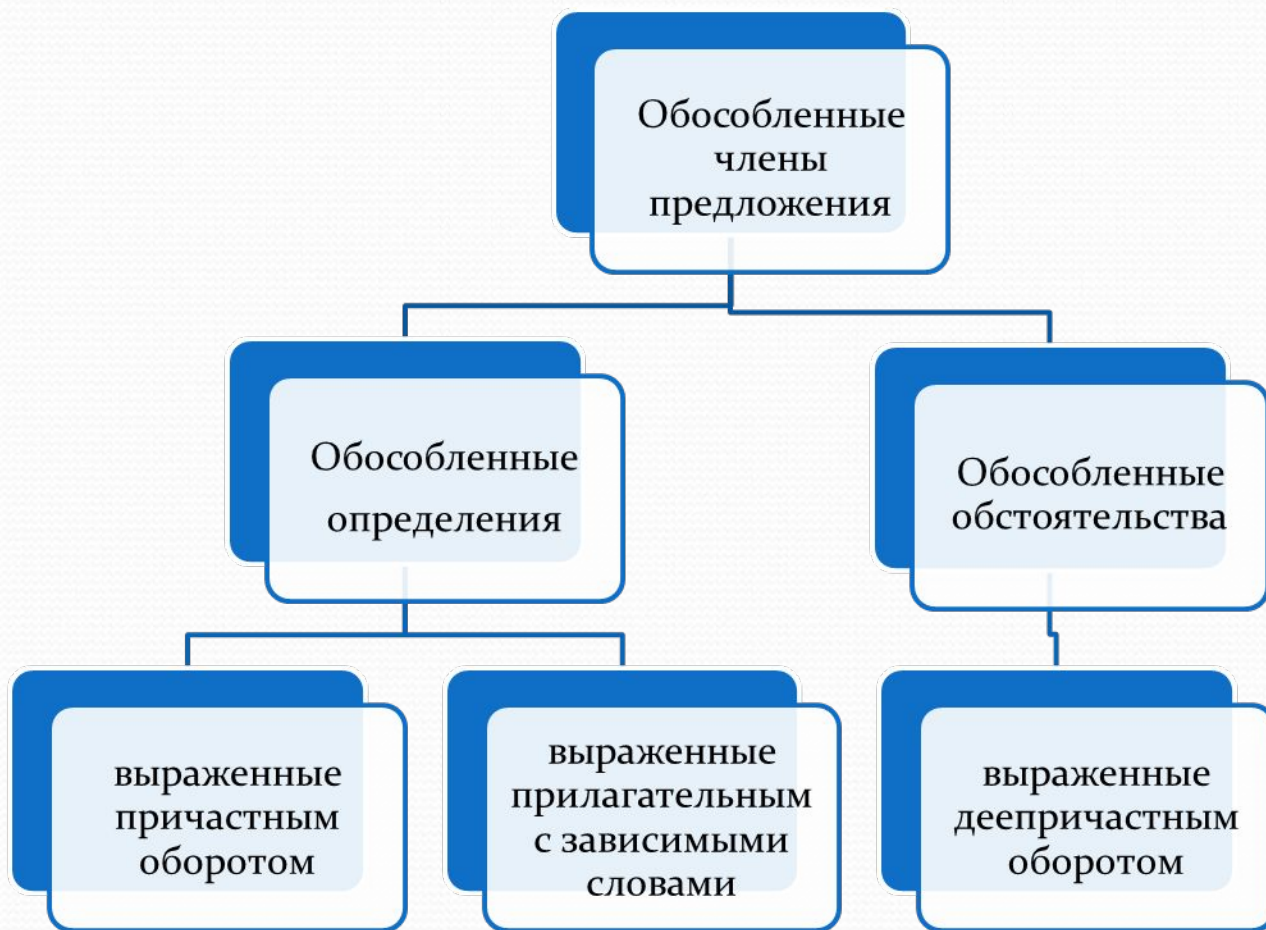 Обособленные
члены
предложения
Обособленные
определения
Обособленные
обстоятельства
выраженные
причастным
оборотом
выраженные
прилагательным
с зависимыми
словами
выраженные
деепричастным
оборотом